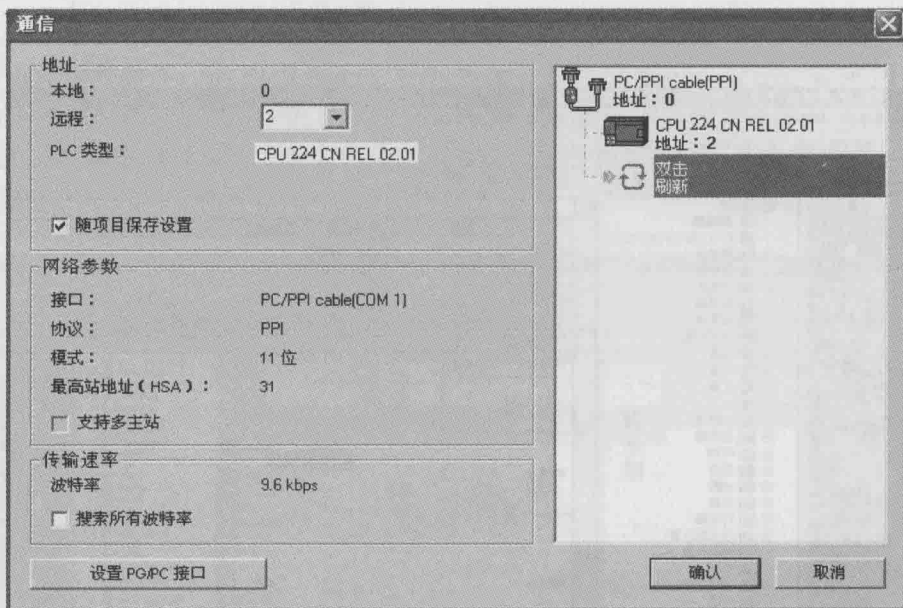 通信
地址
本地：
0
远程：
2
PLC 类型：
CPU 224 CN REL 02.01
随项目保存设置
网络参数
接口：
PC/PPI cable(COM 1)
协议：
PPI
模式：
11 位
最高站地址（HSA）：
31
支持多主站
传输速率
波特率
9.6 kbps
搜索所有波特率
设置 PG/PC 接口
PC/PPI cable(PPI)
地址：0
CPU 224 CN REL 02.01
地址：2
双击
刷新
确认
取消